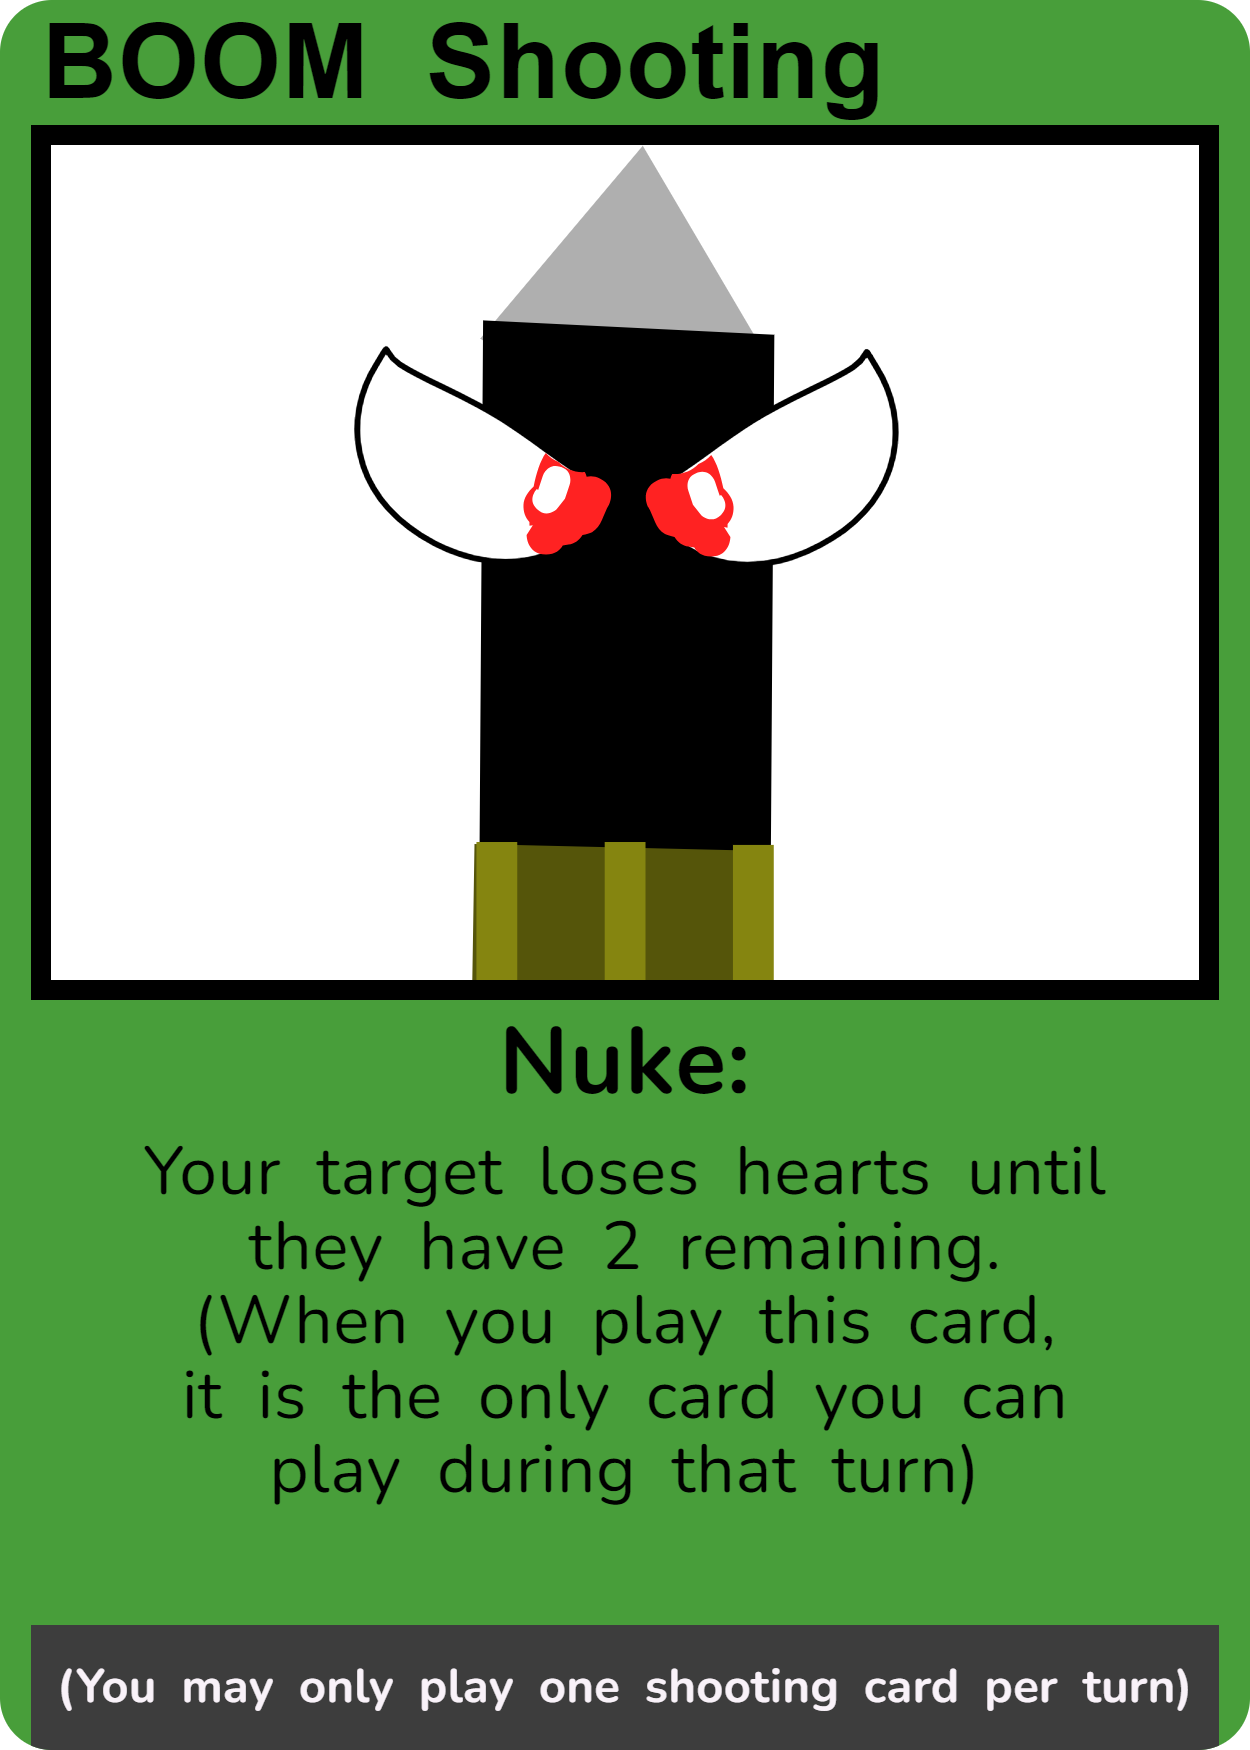 BOOM Shooting
Nuke:
Your target loses hearts until
they have 2 remaining.
(When you play this card,
it is the only card you can
play during that turn)
(You may only play one shooting card per turn)